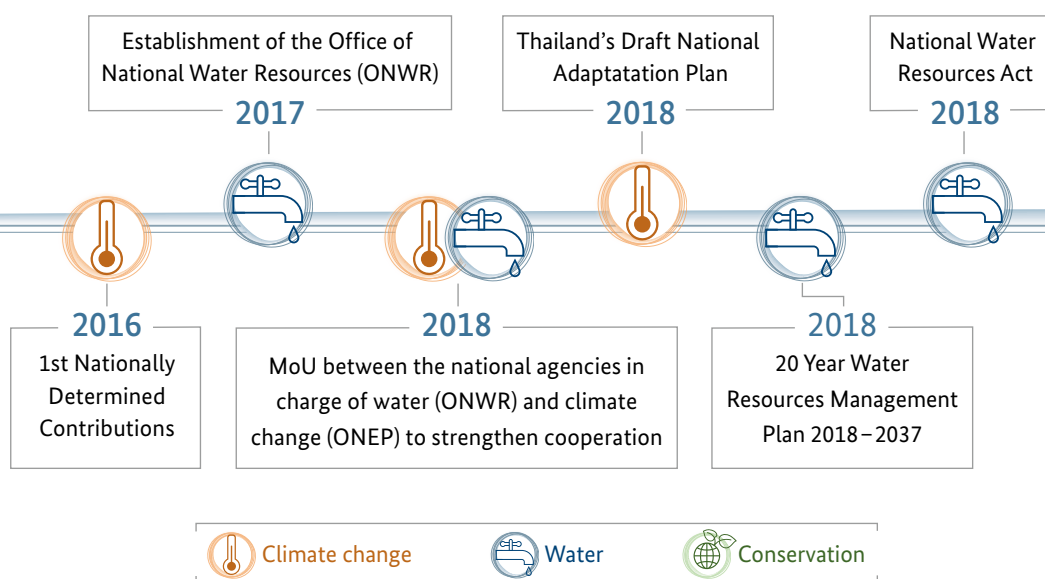 Establishment of the Office of
National Water Resources (ONWR)
2017
Thailand's Draft National
Adaptatation Plan
2018
National Water
Resources Act
2018
2016
1st Nationally
Determined
Contributions
2018
MoU between the national agencies in
charge of water (ONWR) and climate
change (ONEP) to strengthen cooperation
2018
20 Year Water
Resources Management
Plan 2018–2037
Climate change
Water
Conservation